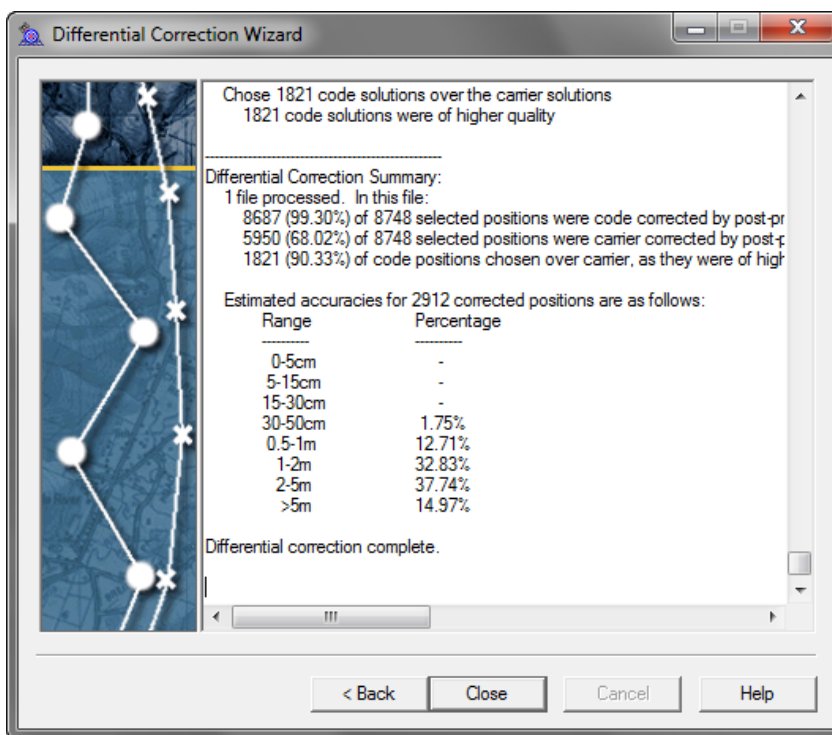 Differential Correction Wizard
Chose 1821 code solutions over the carrier solutions
1821 code solutions were of higher quality
Differential Correction Summary:
1 file processed. In this file:
8687 (99.30%) of 8748 selected positions were code corrected by post-pr
5950 (68.02%) of 8748 selected positions were carrier corrected by post-p
1821 (90.33%) of code positions chosen over carrier, as they were of high
Estimated accuracies for 2912 corrected positions are as follows:
Range Percentage
---------- ----------
0-5cm -
5-15cm -
15-30cm -
30-50cm 1.75%
0.5-1m 12.71%
1-2m 32.83%
2-5m 37.74%
>5m 14.97%
Differential correction complete.
< Back Close Cancel Help